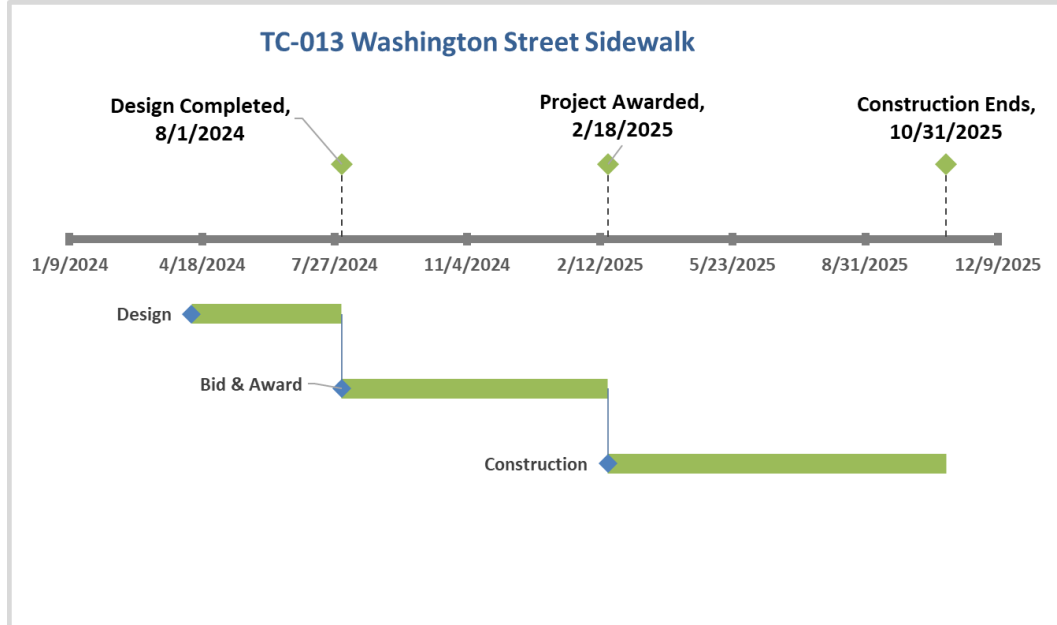 TC-013 Washington Street Sidewalk
Design Completed,
8/1/2024
Project Awarded,
2/18/2025
Construction Ends,
10/31/2025
1/9/2024
4/18/2024
7/27/2024
11/4/2024
2/12/2025
5/23/2025
8/31/2025
12/9/2025
Design
Bid & Award
Construction